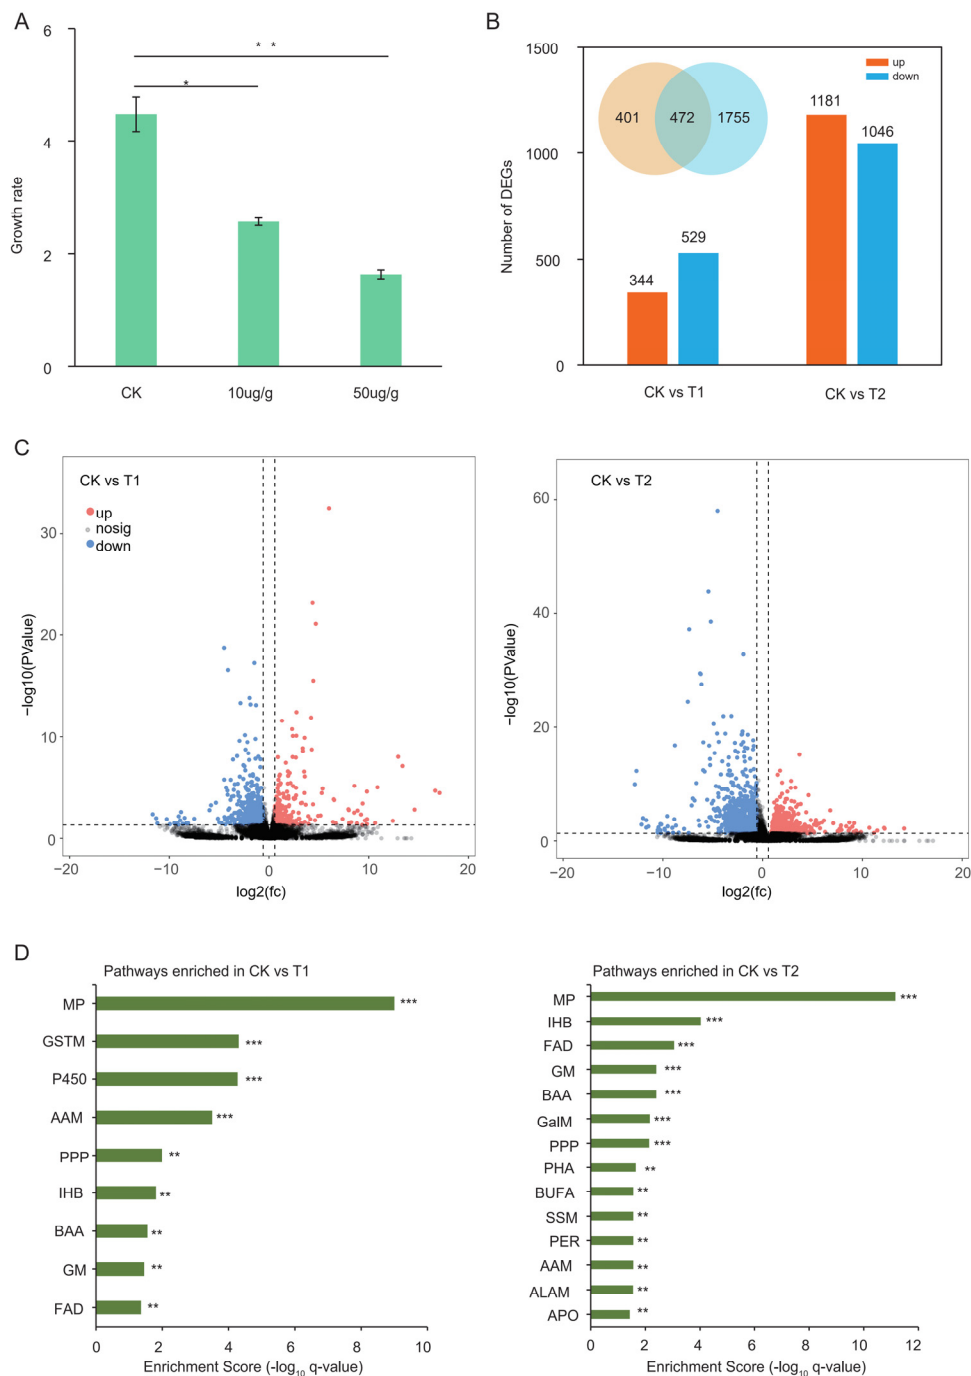 A
6
4
2
0
Growth rate
* *
*
CK 10ug/g 50ug/g
B
1500
1000
500
0
Number of DEGs
up
down
401 472 1755
344
529
1181
1046
CK vs T1 CK vs T2
C
CK vs T1
up
nosig
down
30
20
10
0
−log10(PValue)
−20 −10 0 10 20
log2(fc)
CK vs T2
60
40
20
0
−log10(PValue)
−20 −10 0 10 20
log2(fc)
D
Pathways enriched in CK vs T1
MP ***
GSTM ***
P450 ***
AAM ***
PPP **
IHB **
BAA **
GM **
FAD **
0 2 4 6 8 10
Enrichment Score (-log10 q-value)
Pathways enriched in CK vs T2
MP ***
IHB ***
FAD ***
GM ***
BAA ***
GalM ***
PPP ***
PHA **
BUFA **
SSM **
PER **
AAM **
ALAM **
APO **
0 2 4 6 8 10 12
Enrichment Score (-log10 q-value)